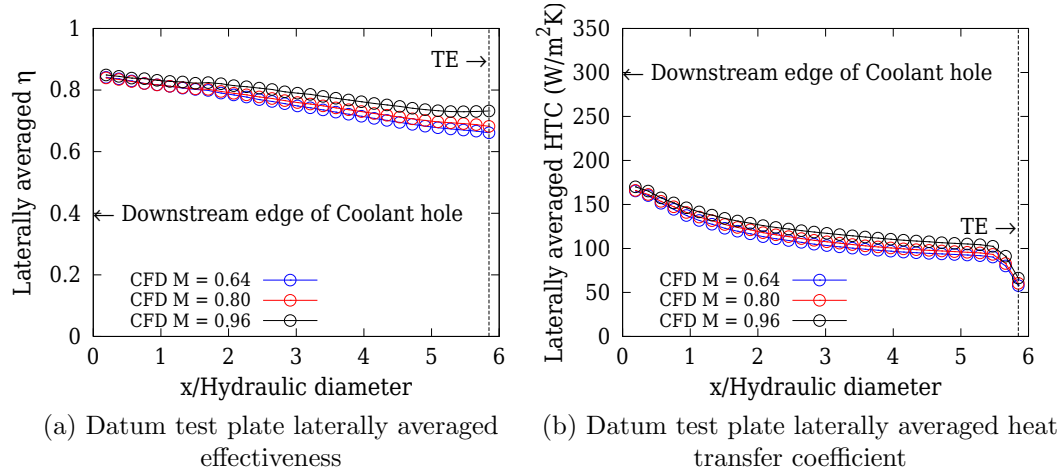 Laterally averaged η
1
0.8
0.6
0.4
0.2
0
0 1 2 3 4 5 6
x/Hydraulic diameter
TE →
← Downstream edge of Coolant hole
CFD M = 0.64
CFD M = 0.80
CFD M = 0.96
(a) Datum test plate laterally averaged
effectiveness
Laterally averaged HTC (W/m²K)
350
300
250
200
150
100
50
0
0 1 2 3 4 5 6
x/Hydraulic diameter
← Downstream edge of Coolant hole
TE →
CFD M = 0.64
CFD M = 0.80
CFD M = 0.96
(b) Datum test plate laterally averaged heat
transfer coefficient